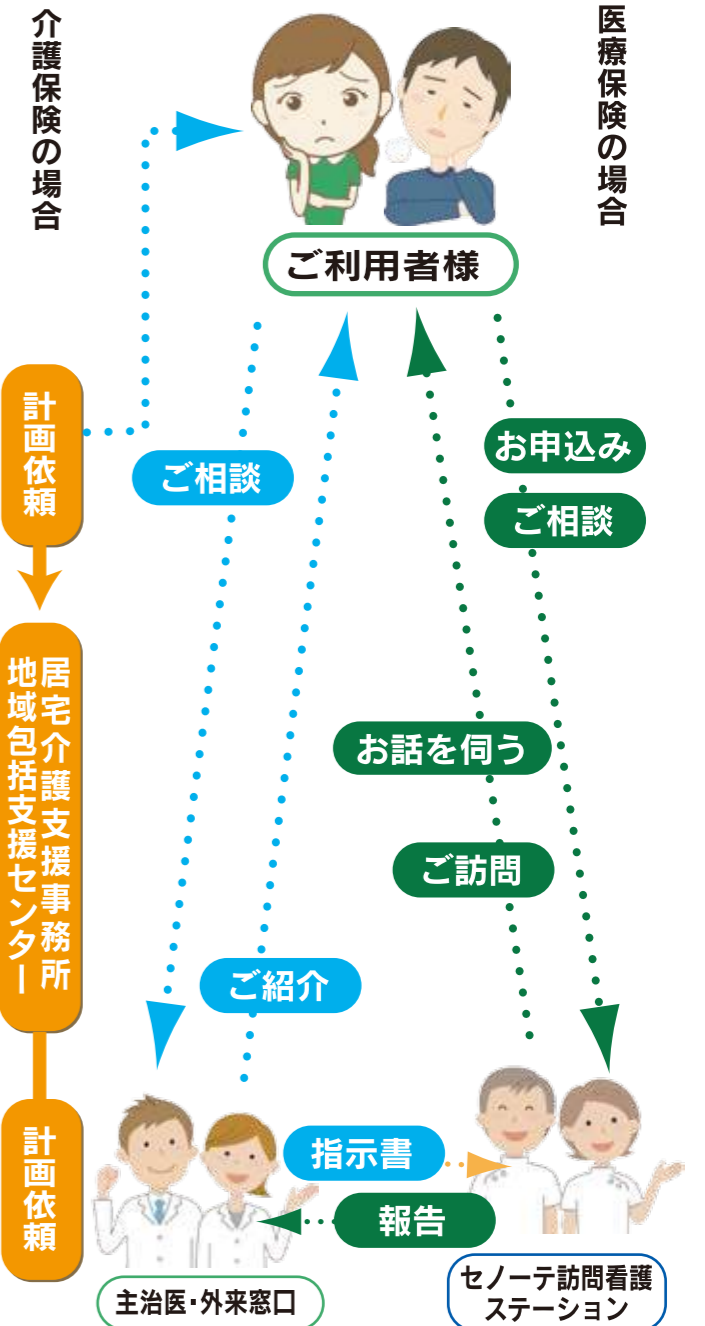 介護保険の場合
医療保険の場合
ご利用者様
計画依頼
ご相談
お申込み
ご相談
居宅介護支援事務所
地域包括支援センター
お話を伺う
ご訪問
ご紹介
計画依頼
指示書
報告
主治医・外来窓口
セノーテ訪問看護
ステーション